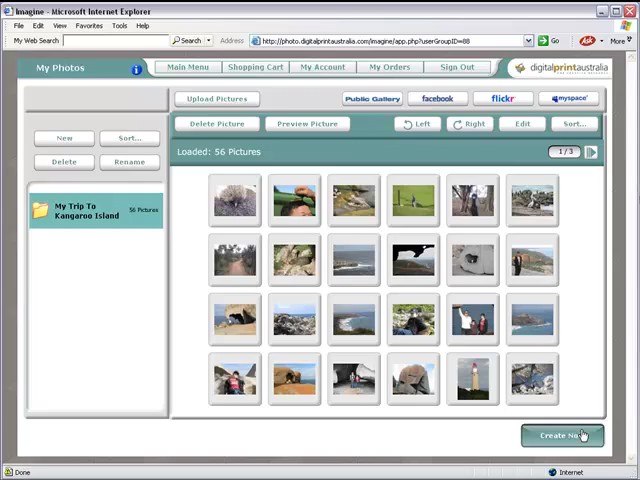 Imagine - Microsoft Internet Explorer
File Edit View Favorites Tools Help
My Web Search Search Address http://photo.digitalprintaustralia.com/imagine/app.php?userGroupID=88 Go Ask More
My Photos Main Menu Shopping Cart My Account My Orders Sign Out digitalprintaustralia
Upload Pictures Public Gallery facebook flickr myspace
New Sort... Delete Picture Preview Picture Left Right Edit Sort...
Delete Rename Loaded: 56 Pictures 1 / 3
My Trip To
Kangaroo Island
56 Pictures
Create
Done Internet